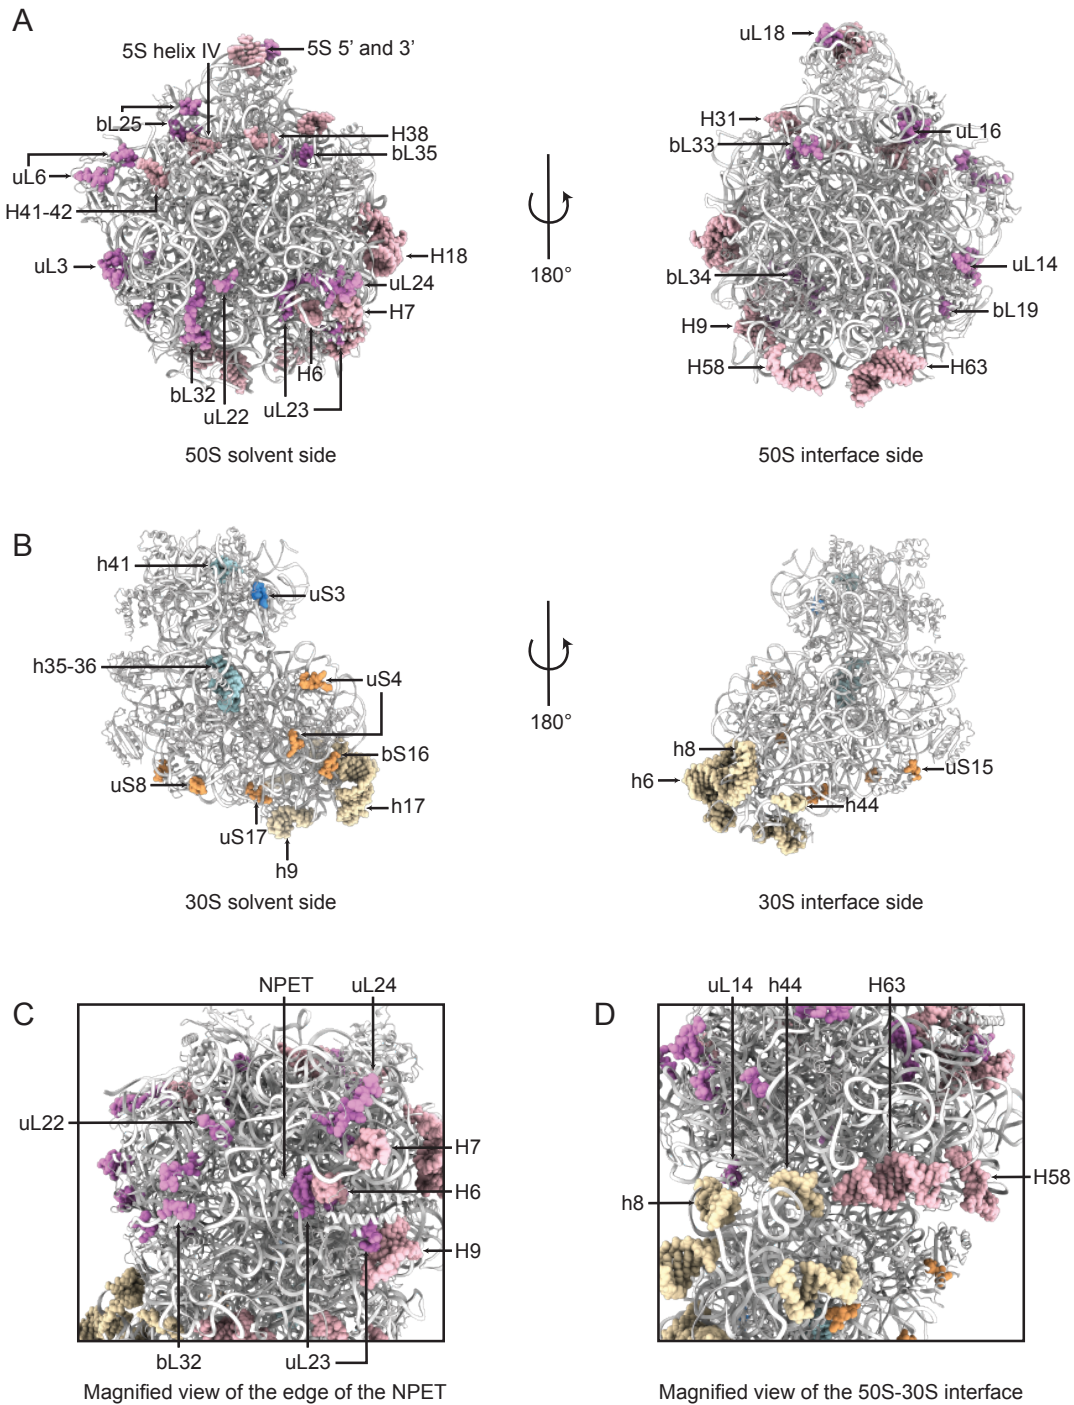 A
5S helix IV
5S 5’ and 3’
bL25
H38
bL35
uL6
H41-42
uL3
H18
uL24
H7
H6
bL32
uL23
uL22
50S solvent side
180°
uL18
H31
bL33
uL16
uL14
bL34
bL19
H9
H58
H63
50S interface side
B
h41
uS3
h35-36
uS4
bS16
uS8
h17
uS17
h9
30S solvent side
180°
h8
h6
uS15
h44
30S interface side
C
NPET
uL24
uL22
H7
H6
H9
bL32
uL23
Magnified view of the edge of the NPET
D
uL14
h44
H63
H58
h8
Magnified view of the 50S-30S interface